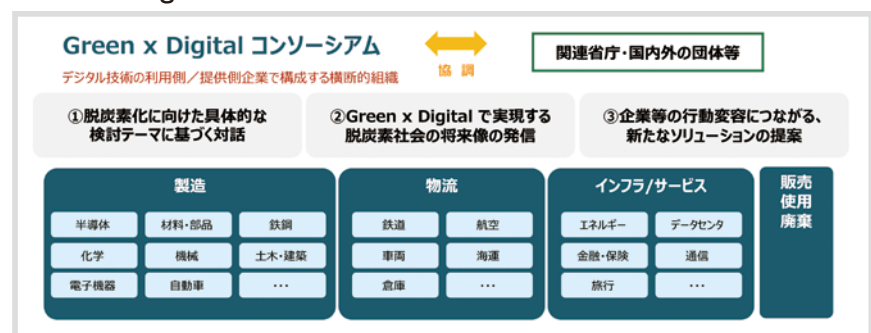 Green x Digital コンソーシアム
関連省庁・国内外の団体等
協 調
デジタル技術の利用側／提供側企業で構成する横断的組織
①脱炭素化に向けた具体的な
検討テーマに基づく対話
②Green x Digital で実現する
脱炭素社会の将来像の発信
③企業等の行動変容につながる、
新たなソリューションの提案
製造
半導体 材料・部品 鉄鋼
化学 機械 土木・建築
電子機器 自動車 ・・・
物流
鉄道 航空
車両 海運
倉庫 ・・・
インフラ/サービス
エネルギー データセンタ
金融・保険 通信
旅行 ・・・
販売
使用
廃棄